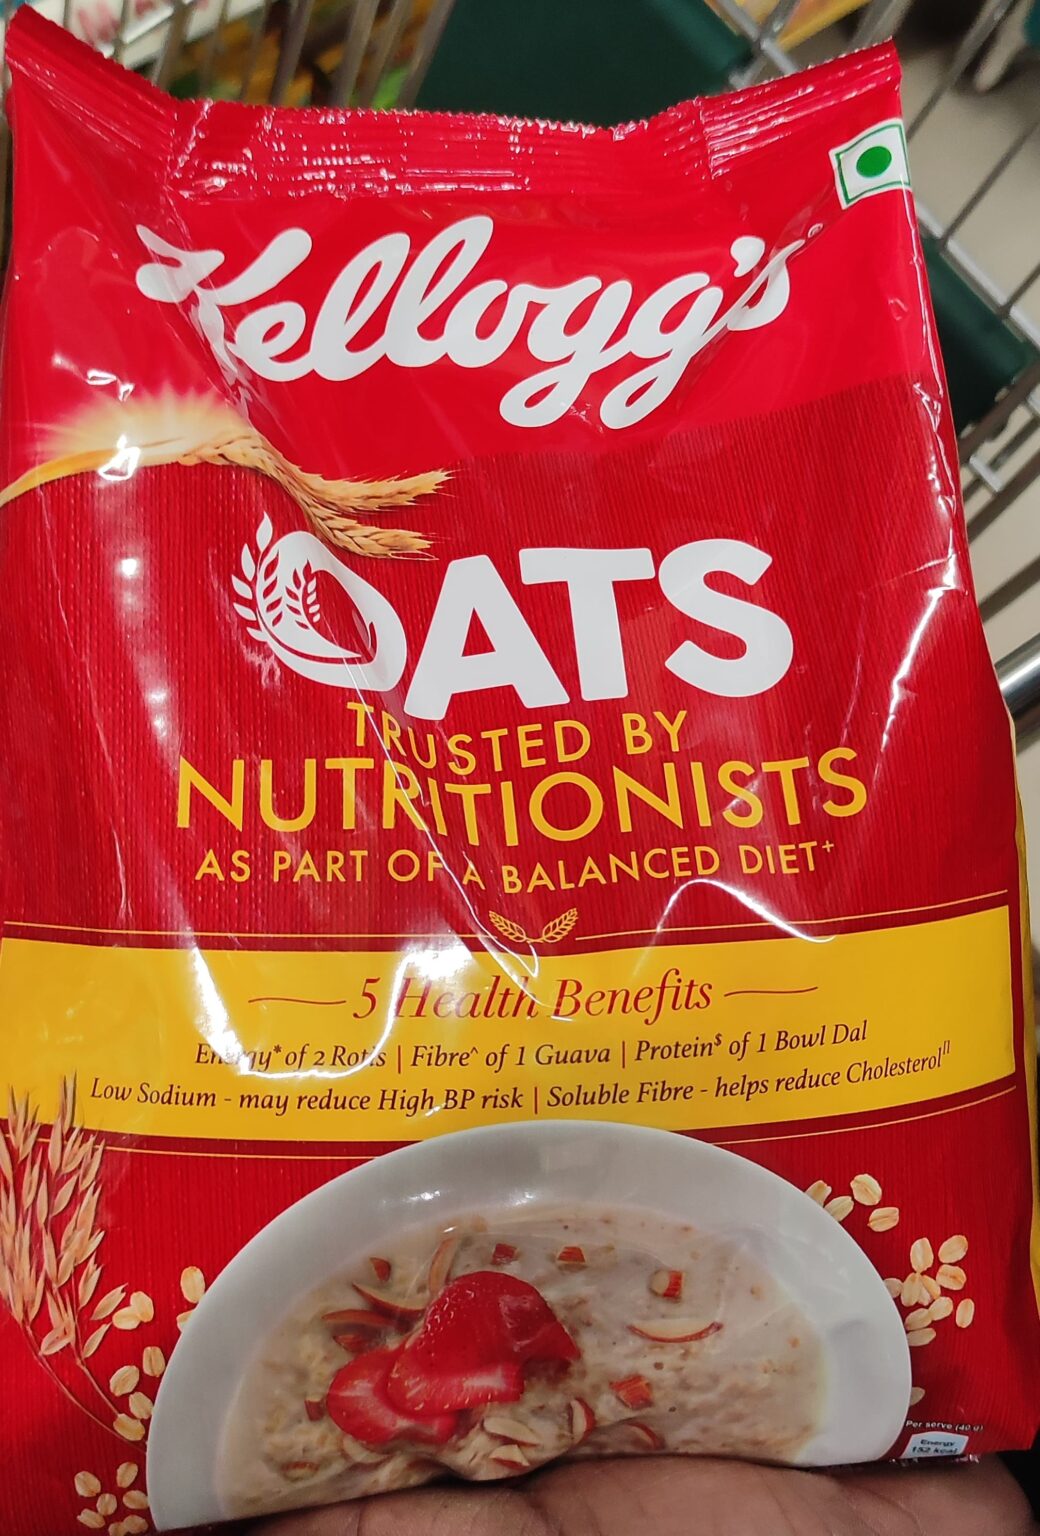 Kellogg's®
OATS
TRUSTED BY
NUTRITIONISTS
AS PART OF A BALANCED DIET+
5 Health Benefits
Energy* of 2 Rotis | Fibre^ of 1 Guava | Protein$ of 1 Bowl Dal
Low Sodium - may reduce High BP risk | Soluble Fibre - helps reduce Cholesterol||
Per serve (40 g)
Energy
152 kcal